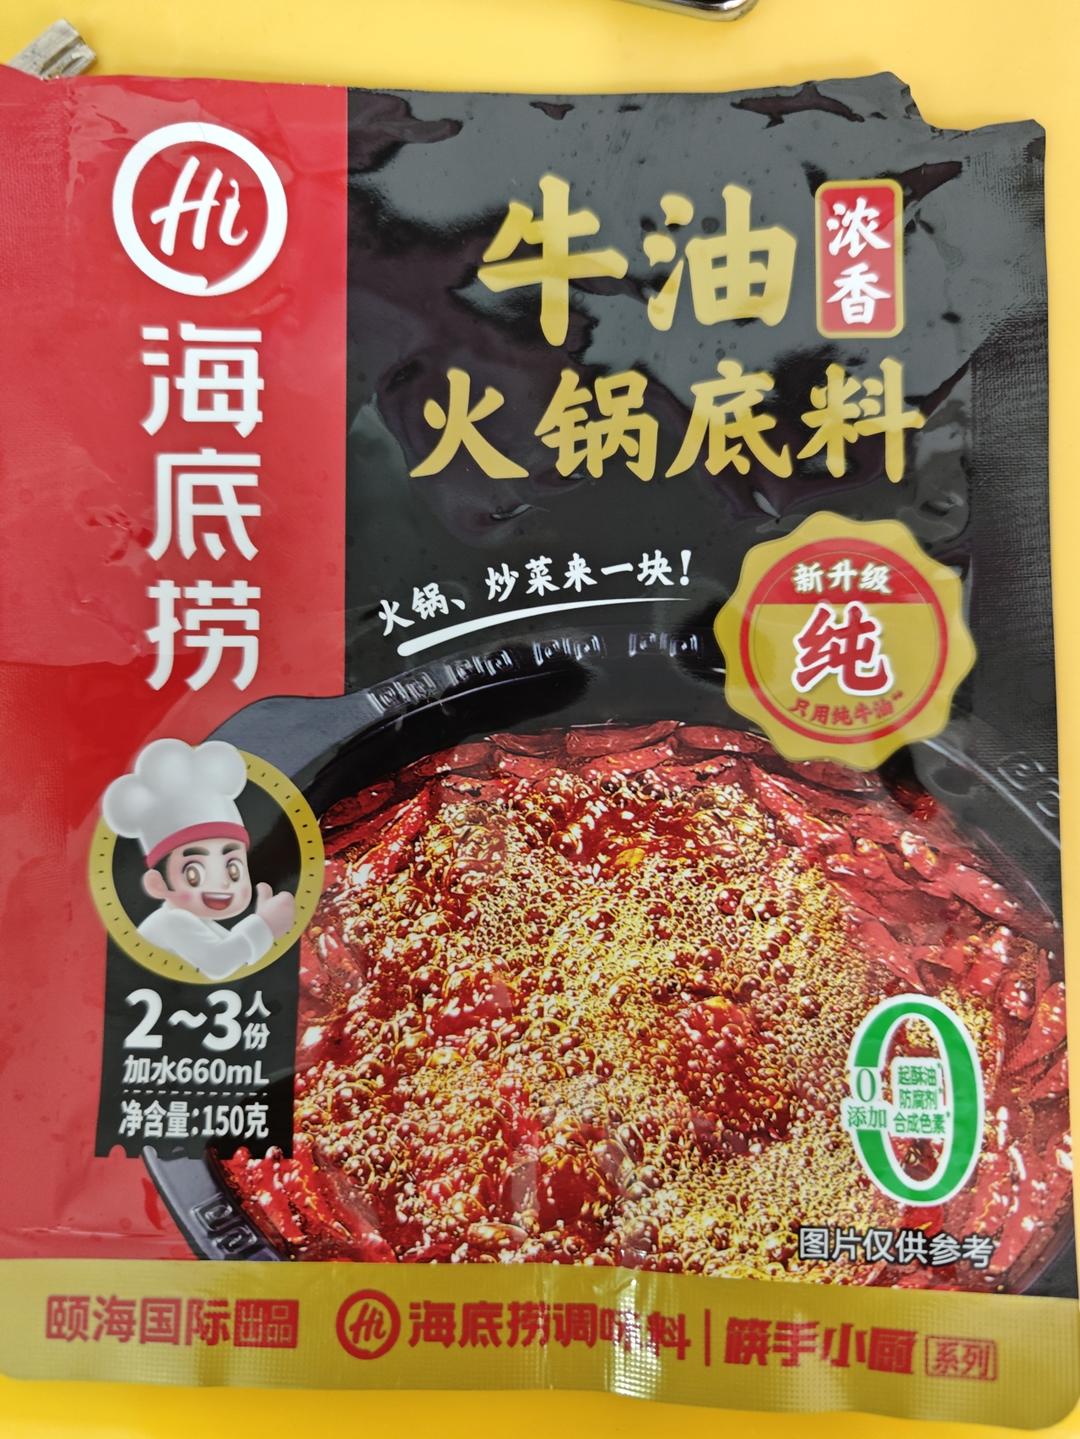 Hi
海底捞
牛油
浓香
火锅底料
火锅、炒菜来一块!
新升级
纯
只用纯牛油
2~3人份
加水660mL
净含量:150克
0
0添加
起酥油
防腐剂
合成色素
图片仅供参考
颐海国际出品
Hi 海底捞调味料 | 筷手小厨 系列